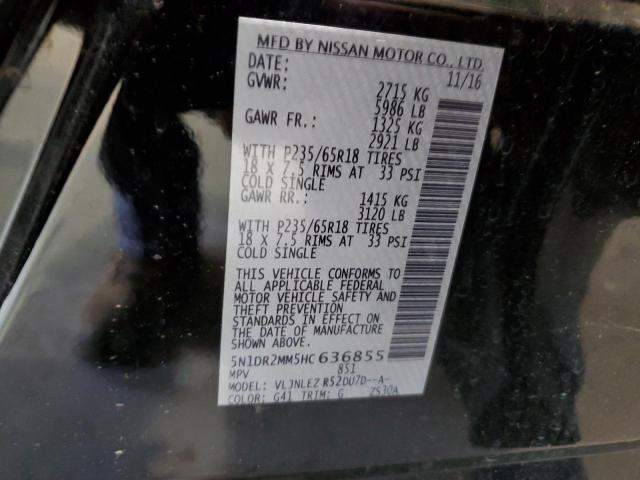 MFD BY NISSAN MOTOR CO., LTD.
DATE: 11/16
GVWR: 2715 KG
5986 LB
GAWR FR.: 1325 KG
2921 LB
WITH P235/65R18 TIRES
18 X 7.5 RIMS AT 33 PSI
COLD SINGLE
GAWR RR.: 1415 KG
3120 LB
WITH P235/65R18 TIRES
18 X 7.5 RIMS AT 33 PSI
COLD SINGLE
THIS VEHICLE CONFORMS TO
ALL APPLICABLE FEDERAL
MOTOR VEHICLE SAFETY AND
THEFT PREVENTION
STANDARDS IN EFFECT ON
THE DATE OF MANUFACTURE
SHOWN ABOVE.
5N1DR2MM5HC636855
MPV 851
MODEL: VLJNLEZ R52DU7D--A-
COLOR: G41 TRIM: G ZS30A